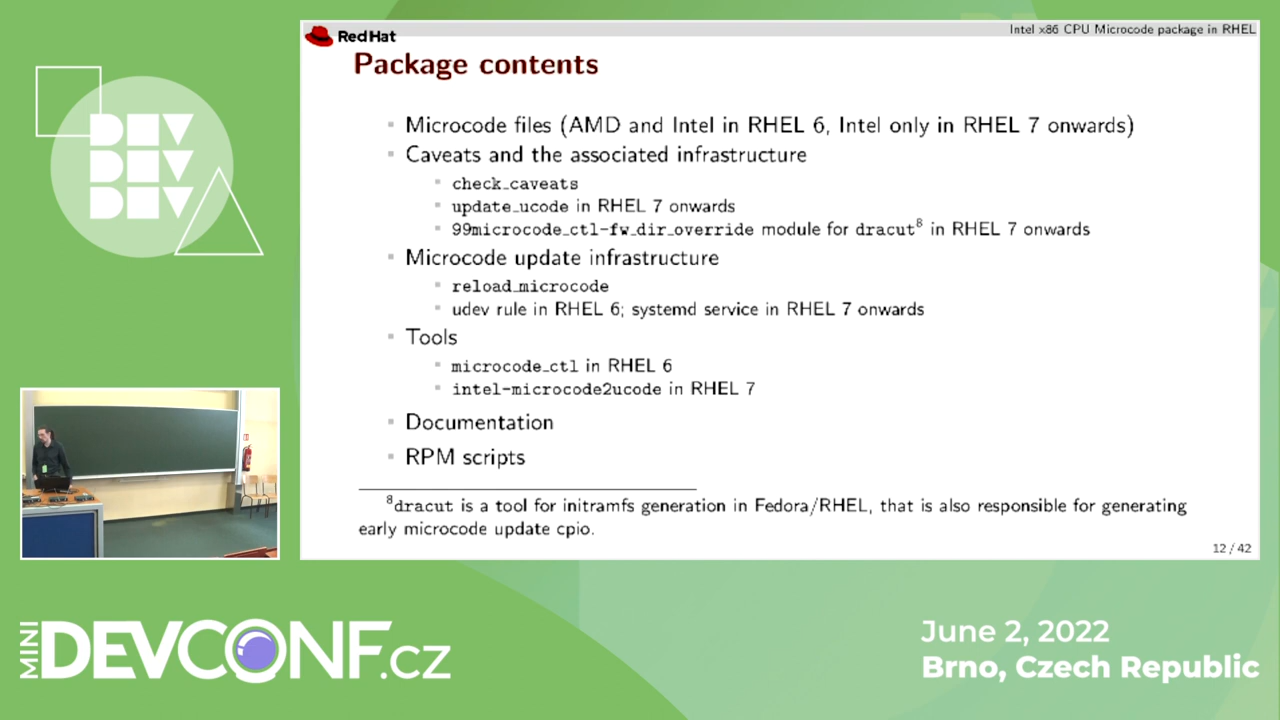 Red Hat
Intel x86 CPU Microcode package in RHEL
Package contents
Microcode files (AMD and Intel in RHEL 6, Intel only in RHEL 7 onwards)
Caveats and the associated infrastructure
check_caveats
update_ucode in RHEL 7 onwards
99microcode_ctl-fw_dir_override module for dracut⁸ in RHEL 7 onwards
Microcode update infrastructure
reload_microcode
udev rule in RHEL 6; systemd service in RHEL 7 onwards
Tools
microcode_ctl in RHEL 6
intel-microcode2ucode in RHEL 7
Documentation
RPM scripts
⁸dracut is a tool for initramfs generation in Fedora/RHEL, that is also responsible for generating
early microcode update cpio.
12 / 42
DEV
DEV
DEV
MINI
DEVCONF.CZ
June 2, 2022
Brno, Czech Republic